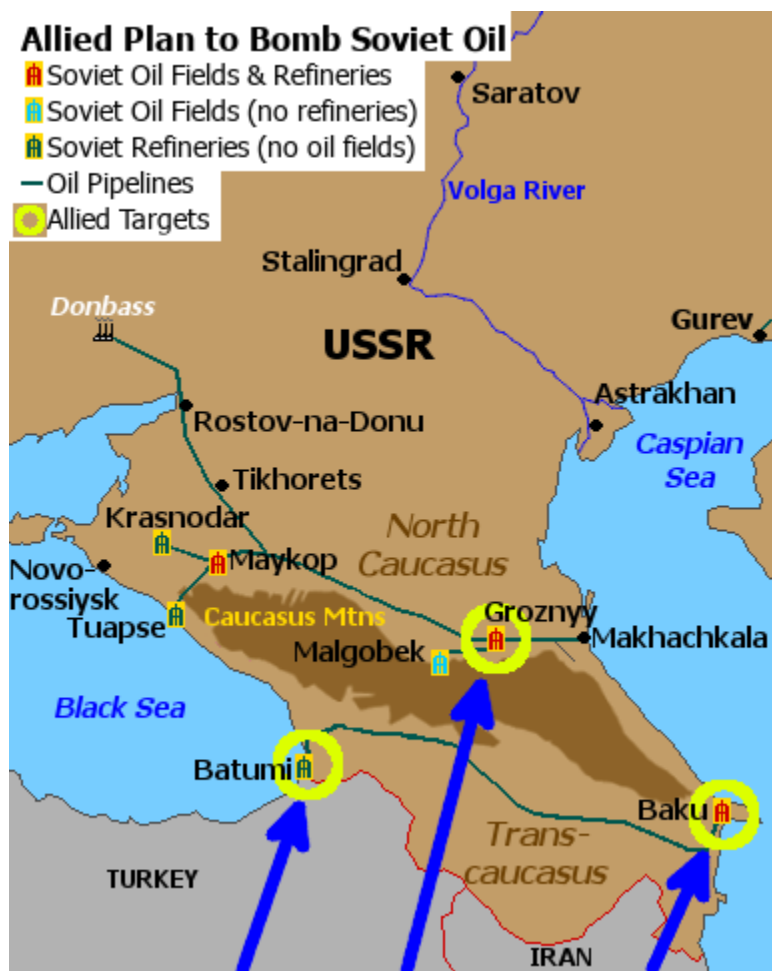 Allied Plan to Bomb Soviet Oil
Soviet Oil Fields & Refineries
Soviet Oil Fields (no refineries)
Soviet Refineries (no oil fields)
Oil Pipelines
Allied Targets
Saratov
Volga River
Stalingrad
Donbass
USSR
Gurev
Astrakhan
Rostov-na-Donu
Caspian
Sea
Tikhorets
Krasnodar
North
Caucasus
Maykop
Novo-
rossiysk
Tuapse
Caucasus Mtns
Groznyy
Makhachkala
Malgobek
Black Sea
Batumi
Baku
Trans-
caucasus
TURKEY
IRAN